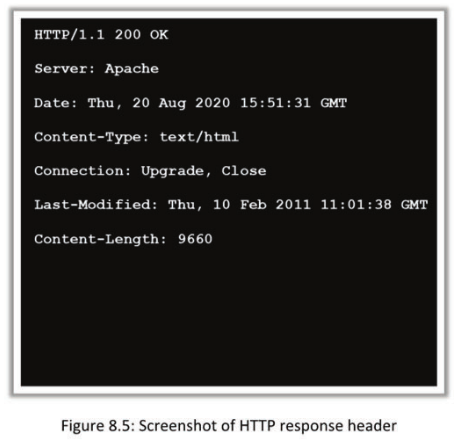 HTTP/1.1 200 OK
Server: Apache
Date: Thu, 20 Aug 2020 15:51:31 GMT
Content-Type: text/html
Connection: Upgrade, Close
Last-Modified: Thu, 10 Feb 2011 11:01:38 GMT
Content-Length: 9660
Figure 8.5: Screenshot of HTTP response header